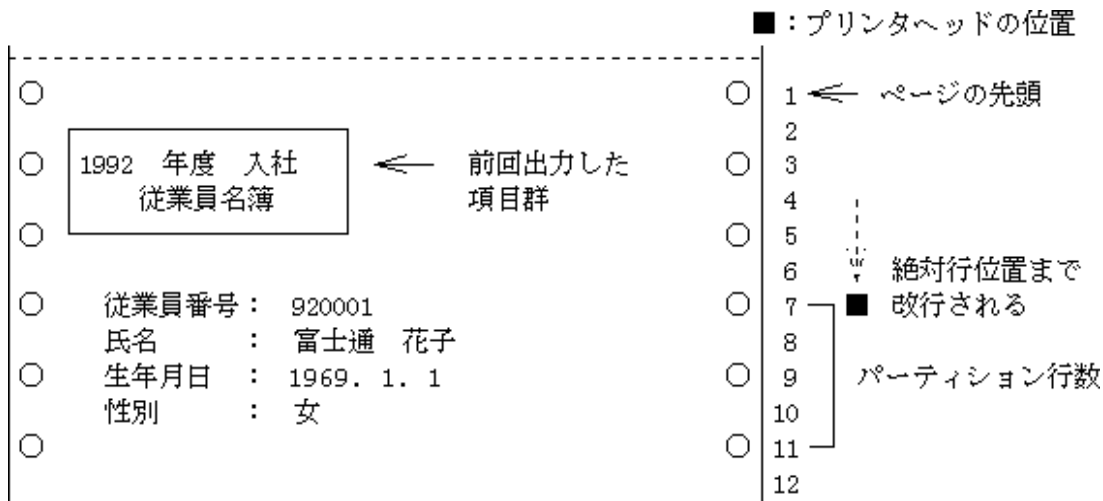 ■：プリンタヘッドの位置
1 ページの先頭
2
1992 年度 入社 前回出力した 3
従業員名簿 項目群 4
5
6 絶対行位置まで
従業員番号： 920001 7 ■ 改行される
氏名 ： 富士通 花子 8
生年月日 ： 1969. 1. 1 9 パーティション行数
性別 ： 女 10
11
12